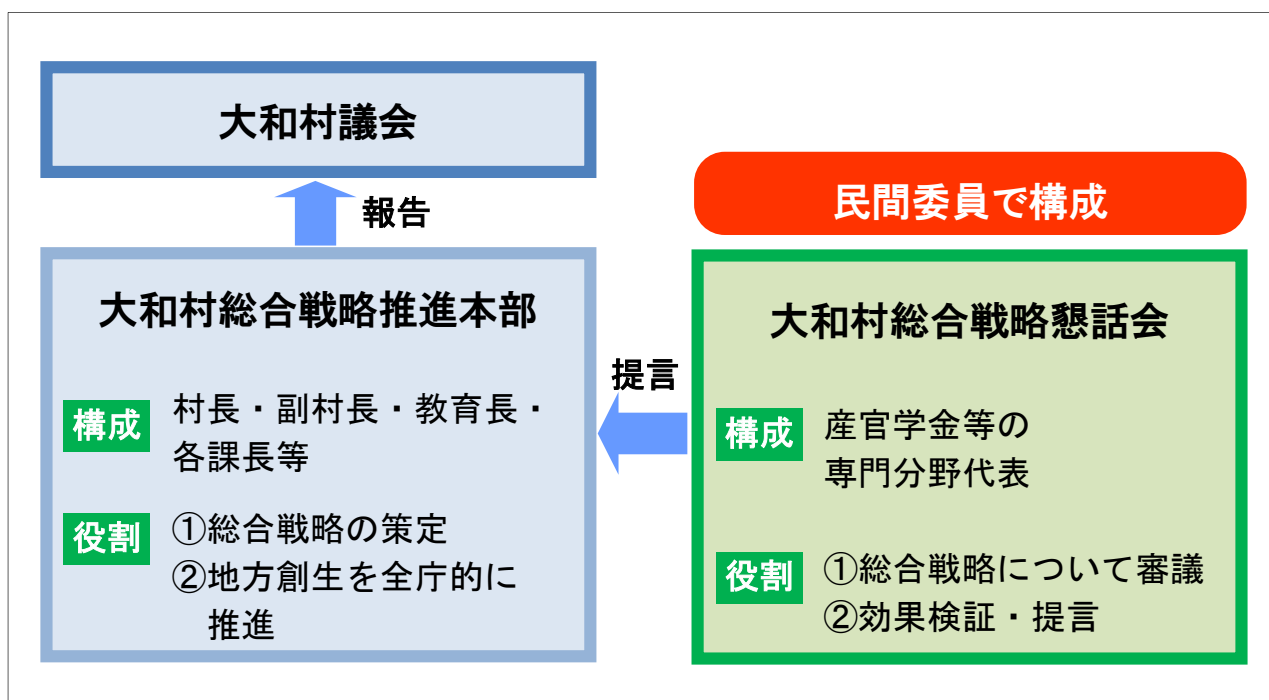 大和村議会
報告
大和村総合戦略推進本部
構成
村長・副村長・教育長・
各課長等
役割
①総合戦略の策定
②地方創生を全庁的に
推進
提言
民間委員で構成
大和村総合戦略懇話会
構成
産官学金等の
専門分野代表
役割
①総合戦略について審議
②効果検証・提言